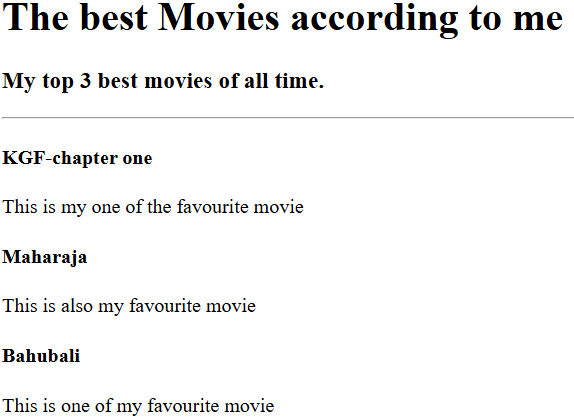 The best Movies according to me
My top 3 best movies of all time.
KGF-chapter one
This is my one of the favourite movie
Maharaja
This is also my favourite movie
Bahubali
This is one of my favourite movie